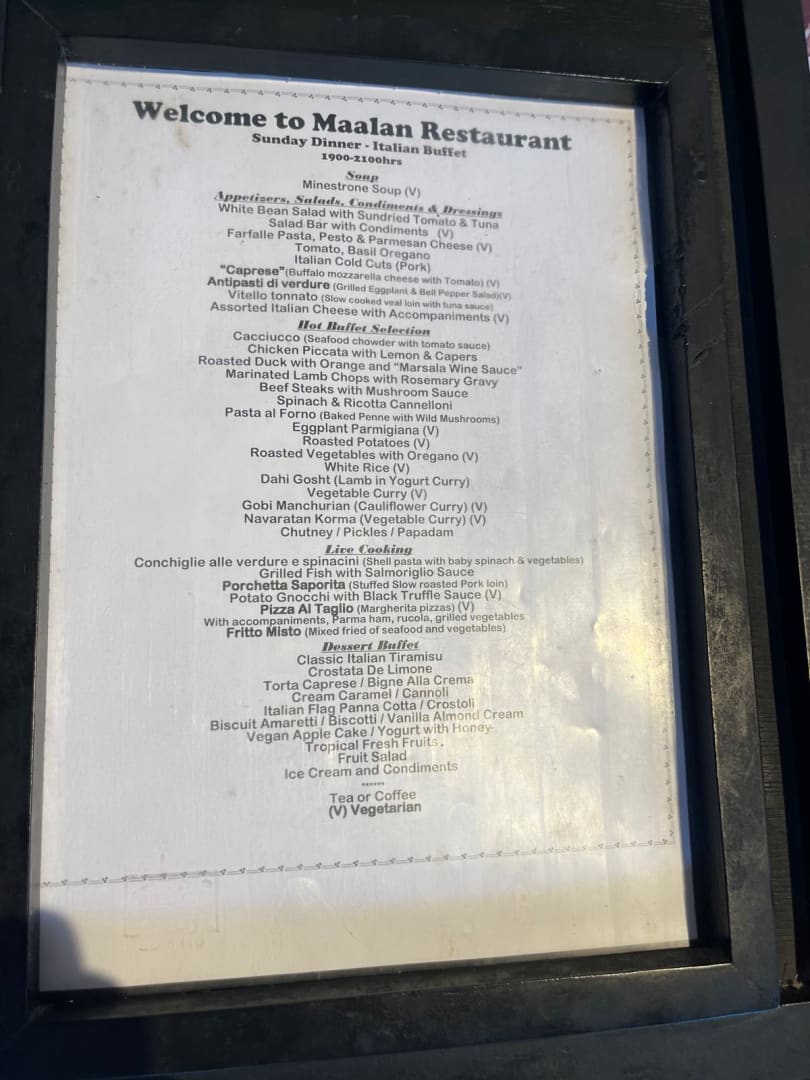 Welcome to Maalan Restaurant
Sunday Dinner - Italian Buffet
1900-2100hrs
Soup
Minestrone Soup (V)
Appetizers, Salads, Condiments & Dressings
White Bean Salad with Sundried Tomato & Tuna
Salad Bar with Condiments (V)
Farfalle Pasta, Pesto & Parmesan Cheese (V)
Tomato, Basil Oregano
Italian Cold Cuts (Pork)
"Caprese"(Buffalo mozzarella cheese with Tomato) (V)
Antipasti di verdure (Grilled Eggplant & Bell Pepper Salad)(V)
Vitello tonnato (Slow cooked veal loin with tuna sauce)
Assorted Italian Cheese with Accompaniments (V)
Hot Buffet Selection
Cacciucco (Seafood chowder with tomato sauce)
Chicken Piccata with Lemon & Capers
Roasted Duck with Orange and "Marsala Wine Sauce"
Marinated Lamb Chops with Rosemary Gravy
Beef Steaks with Mushroom Sauce
Spinach & Ricotta Cannelloni
Pasta al Forno (Baked Penne with Wild Mushrooms)
Eggplant Parmigiana (V)
Roasted Potatoes (V)
Roasted Vegetables with Oregano (V)
White Rice (V)
Dahi Gosht (Lamb in Yogurt Curry)
Vegetable Curry (V)
Gobi Manchurian (Cauliflower Curry) (V)
Navaratan Korma (Vegetable Curry) (V)
Chutney / Pickles / Papadam
Live Cooking
Conchiglie alle verdure e spinacini (Shell pasta with baby spinach & vegetables)
Grilled Fish with Salmoriglio Sauce
Porchetta Saporita (Stuffed Slow roasted Pork loin)
Potato Gnocchi with Black Truffle Sauce (V)
Pizza Al Taglio (Margherita pizzas) (V)
With accompaniments, Parma ham, rucola, grilled vegetables
Fritto Misto (Mixed fried of seafood and vegetables)
Dessert Buffet
Classic Italian Tiramisu
Crostata De Limone
Torta Caprese / Bigne Alla Crema
Cream Caramel / Cannoli
Italian Flag Panna Cotta / Crostoli
Biscuit Amaretti / Biscotti / Vanilla Almond Cream
Vegan Apple Cake / Yogurt with Honey
Tropical Fresh Fruits.
Fruit Salad
Ice Cream and Condiments
******
Tea or Coffee
(V) Vegetarian